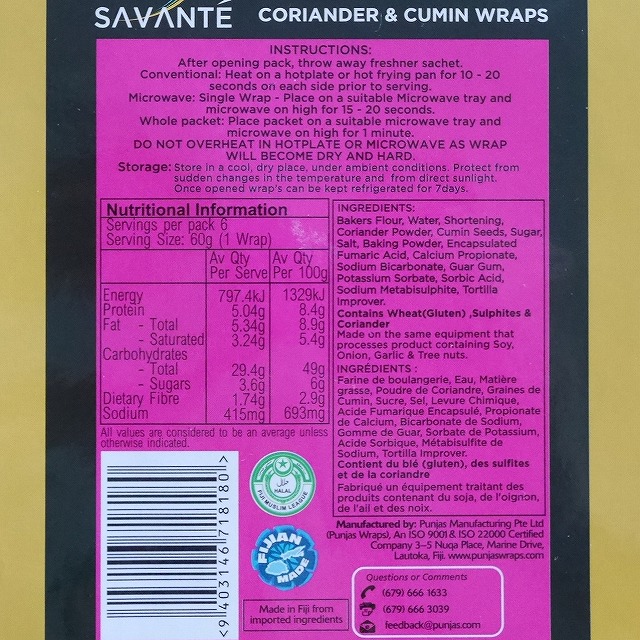 SAVANTÉ CORIANDER & CUMIN WRAPS
INSTRUCTIONS:
After opening pack, throw away freshner sachet.
Conventional: Heat on a hotplate or hot frying pan for 10 - 20
seconds on each side prior to serving.
Microwave: Single Wrap - Place on a suitable Microwave tray and
microwave on high for 15 - 20 seconds.
Whole packet: Place packet on a suitable microwave tray and
microwave on high for 1 minute.
DO NOT OVERHEAT IN HOTPLATE OR MICROWAVE AS WRAP
WILL BECOME DRY AND HARD.
Storage: Store in a cool, dry place, under ambient conditions. Protect from
sudden changes in the temperature and from direct sunlight.
Once opened wrap's can be kept refrigerated for 7days.
Nutritional Information
Servings per pack 6
Serving Size: 60g (1 Wrap)
Av Qty Av Qty
Per Serve Per 100g
Energy 797.4kJ 1329kJ
Protein 5.04g 8.4g
Fat - Total 5.34g 8.9g
- Saturated 3.24g 5.4g
Carbohydrates
- Total 29.4g 49g
- Sugars 3.6g 6g
Dietary Fibre 1.74g 2.9g
Sodium 415mg 693mg
All values are considered to be an average unless
otherwise indicated.
INGREDIENTS:
Bakers Flour, Water, Shortening,
Coriander Powder, Cumin Seeds, Sugar,
Salt, Baking Powder, Encapsulated
Fumaric Acid, Calcium Propionate,
Sodium Bicarbonate, Guar Gum,
Potassium Sorbate, Sorbic Acid,
Sodium Metabisulphite, Tortilla
Improver.
Contains Wheat(Gluten) ,Sulphites &
Coriander
Made on the same equipment that
processes product containing Soy,
Onion, Garlic & Tree nuts.
INGRÉDIENTS :
Farine de boulangerie, Eau, Matière
grasse, Poudre de Coriandre, Graines de
Cumin, Sucre, Sel, Levure Chimique,
Acide Fumarique Encapsulé, Propionate
de Calcium, Bicarbonate de Sodium,
Gomme de Guar, Sorbate de Potassium,
Acide Sorbique, Métabisulfite de
Sodium, Tortilla Improver.
Contient du blé (gluten), des sulfites
et de la coriandre
Fabriqué un équipement traitant des
produits contenant du soja, de l'oignon,
de l'ail et des noix.
9 403146 718180 >
حلال
HALAL
FIJI MUSLIM LEAGUE
FIJIAN
MADE
Made in Fiji from
imported ingredients
Manufactured by: Punjas Manufacturing Pte Ltd
(Punjas Wraps), An ISO 9001 & ISO 22000 Certified
Company 3-5 Nuqa Place, Marine Drive,
Lautoka, Fiji. www.punjaswraps.com
Questions or Comments
(679) 666 1633
(679) 666 3039
feedback@punjas.com